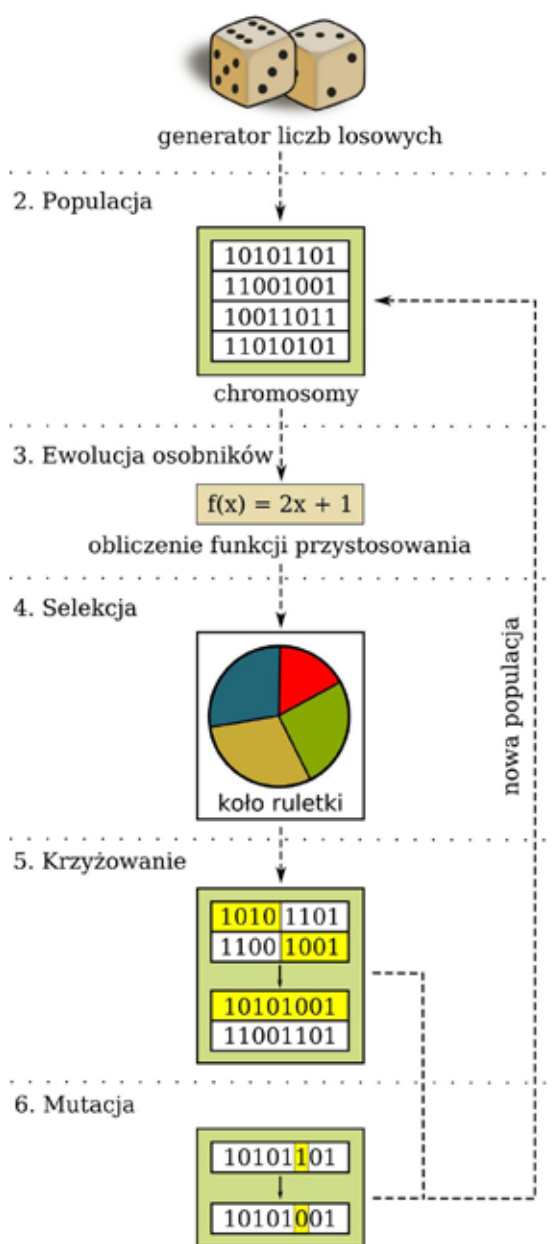 generator liczb losowych
2. Populacja
10101101
11001001
10011011
11010101
chromosomy
3. Ewolucja osobników
f(x) = 2x + 1
obliczenie funkcji przystosowania
4. Selekcja
koło ruletki
nowa populacja
5. Krzyżowanie
1010 1101
1100 1001
10101001
11001101
6. Mutacja
10101101
10101001